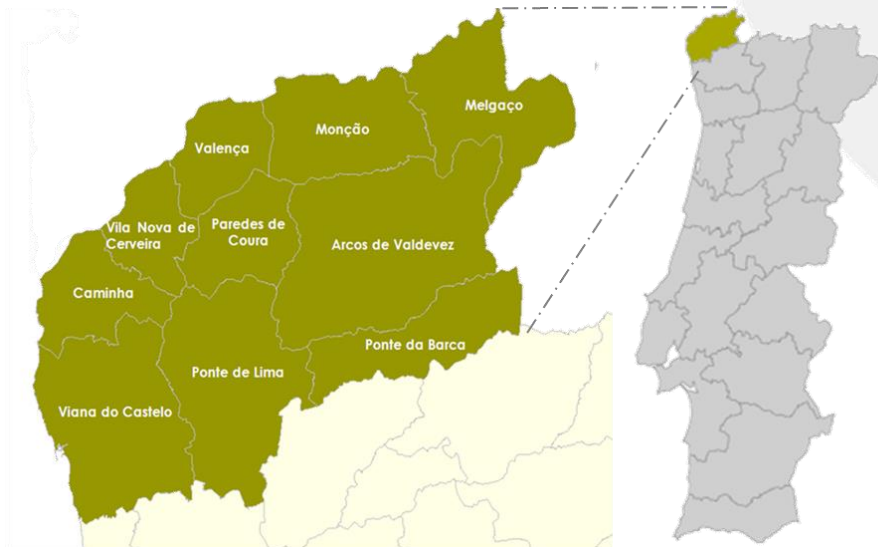 Melgaço
Monção
Valença
Vila Nova de
Cerveira
Paredes de
Coura
Arcos de Valdevez
Caminha
Ponte da Barca
Ponte de Lima
Viana do Castelo